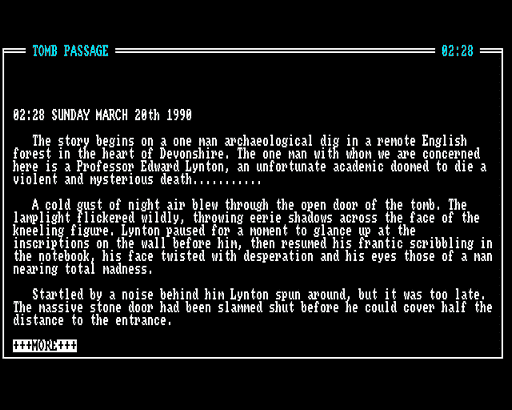 TOMB PASSAGE 02:28
02:28 SUNDAY MARCH 20th 1990
The story begins on a one man archaeological dig in a remote English
forest in the heart of Devonshire. The one man with whom we are concerned
here is a Professor Edward Lynton, an unfortunate academic doomed to die a
violent and mysterious death...........
A cold gust of night air blew through the open door of the tomb. The
lamplight flickered wildly, throwing eerie shadows across the face of the
kneeling figure. Lynton paused for a moment to glance up at the
inscriptions on the wall before him, then resumed his frantic scribbling in
the notebook, his face twisted with desperation and his eyes those of a man
nearing total madness.
Startled by a noise behind him Lynton spun around, but it was too late.
The massive stone door had been slammed shut before he could cover half the
distance to the entrance.
+++MORE+++